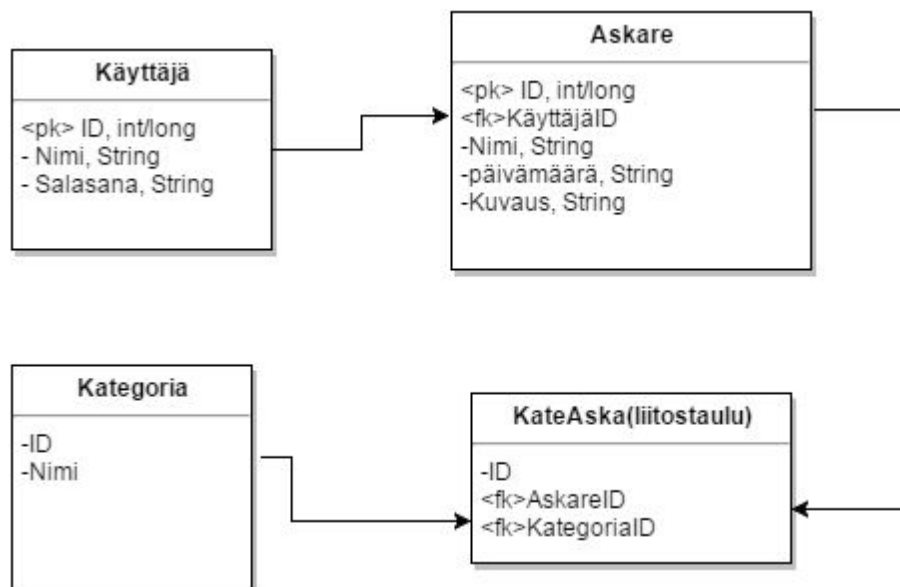 Käyttäjä
<pk> ID, int/long
- Nimi, String
- Salasana, String
Askare
<pk> ID, int/long
<fk>KäyttäjäID
-Nimi, String
-päivämäärä, String
-Kuvaus, String
Kategoria
-ID
-Nimi
KateAska(liitostaulu)
-ID
<fk>AskareID
<fk>KategoriaID